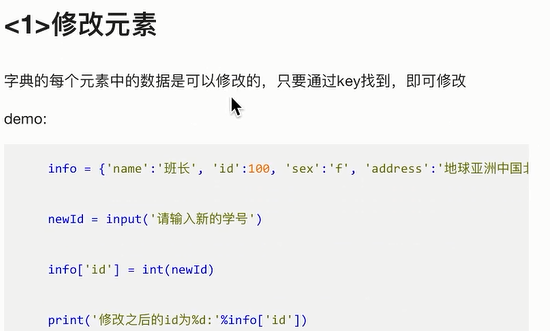 <1>修改元素
字典的每个元素中的数据是可以修改的，只要通过key找到，即可修改
demo:
info = {'name':'班长', 'id':100, 'sex':'f', 'address':'地球亚洲中国
newId = input('请输入新的学号')
info['id'] = int(newId)
print('修改之后的id为%d:'%info['id'])